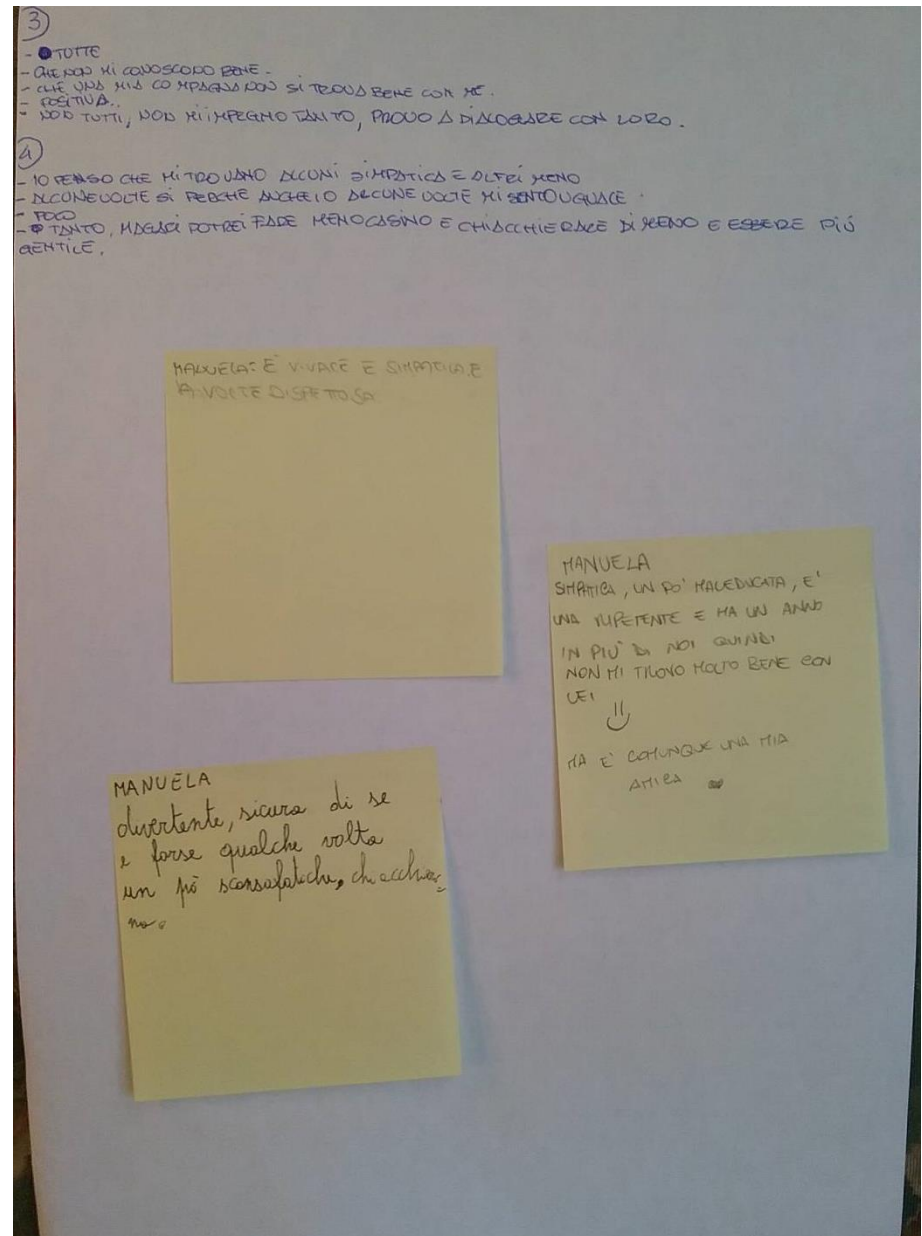 3)
- TUTTE
- CHE NON MI CONOSCONO BENE.
- CHE UNA MIA COMPAGNA NON SI TROVA BENE CON ME.
- POSITIVA..
- NON TUTTI, NON MI IMPEGNO TANTO, PROVO A DIALOGARE CON LORO.
4)
- IO PENSO CHE MI TROVANO ALCUNI SIMPATICA E ALTRI MENO
- ALCUNE VOLTE SI PERCHE ANCHE IO ALCUNE VOLTE MI SENTO UGUALE.
- POCO
- TANTO, MAGARI POTREI FARE MENO CASINO E CHIACCHIERARE DI MENO E ESSERE PIÚ
GENTILE.
MANUELA: E' VIVACE E SIMPATICA E
A VOLTE DISPETTOSA
MANUELA
SIMPATICA, UN PO' MALEDUCATA, E'
UNA RIPETENTE E HA UN ANNO
IN PIU' DI NOI QUINDI
NON MI TROVO MOLTO BENE CON
LEI
MA E' COMUNQUE UNA MIA
AMICA
MANUELA
divertente, sicura di se
e forse qualche volta
un pò scansafatiche, chiacchier=
na.